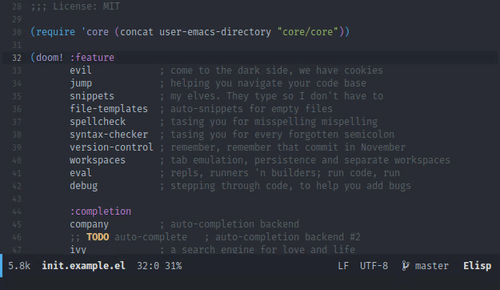 28 ;;; License: MIT
29
30 (require 'core (concat user-emacs-directory "core/core"))
31
32 (doom! :feature
33 evil ; come to the dark side, we have cookies
34 jump ; helping you navigate your code base
35 snippets ; my elves. They type so I don't have to
36 file-templates ; auto-snippets for empty files
37 spellcheck ; tasing you for misspelling mispelling
38 syntax-checker ; tasing you for every forgotten semicolon
39 version-control ; remember, remember that commit in November
40 workspaces ; tab emulation, persistence and separate workspaces
41 eval ; repls, runners 'n builders; run code, run
42 debug ; stepping through code, to help you add bugs
43
44 :completion
45 company ; auto-completion backend
46 ;; TODO auto-complete ; auto-completion backend #2
47 ivy ; a search engine for love and life
5.8k init.example.el 32:0 31% LF UTF-8 master Elisp